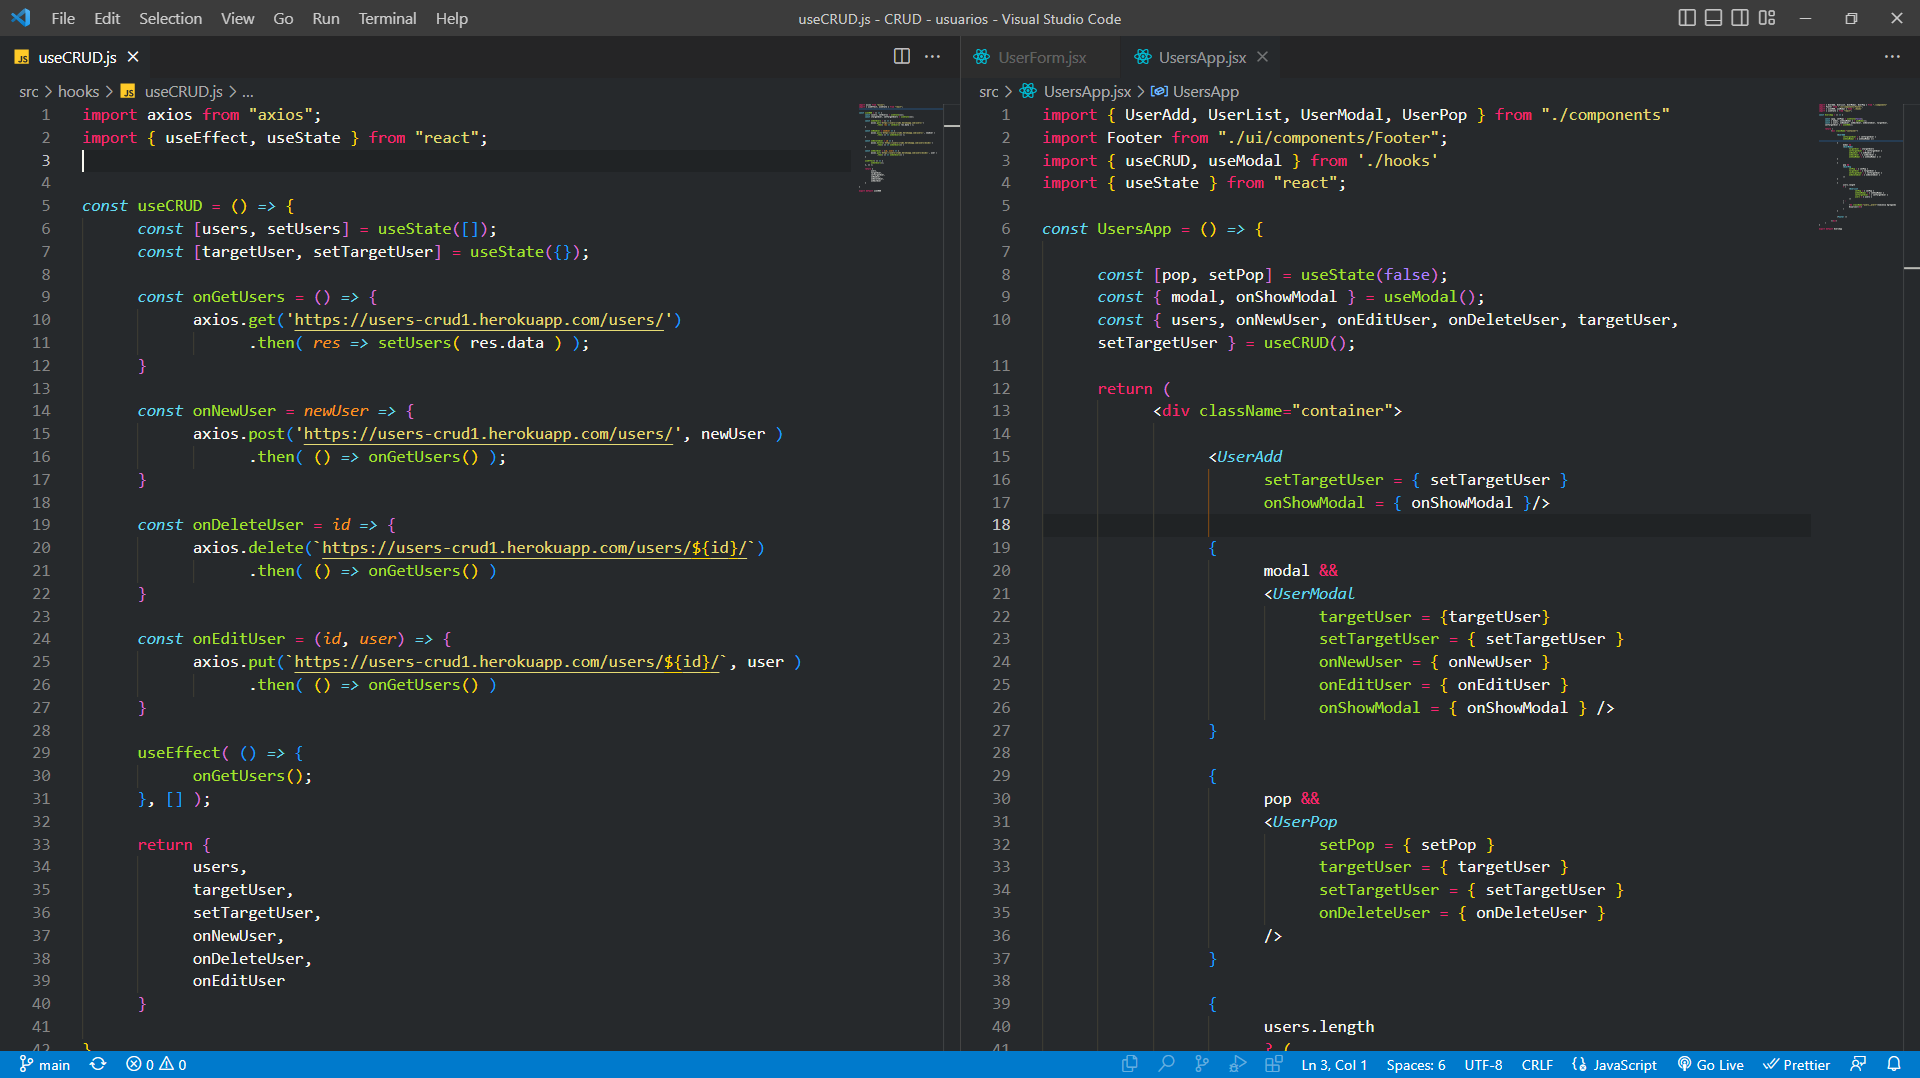 File Edit Selection View Go Run Terminal Help
useCRUD.js - CRUD - usuarios - Visual Studio Code
JS useCRUD.js
src > hooks > JS useCRUD.js > ...
1 import axios from "axios";
2 import { useEffect, useState } from "react";
3
4
5 const useCRUD = () => {
6 const [users, setUsers] = useState([]);
7 const [targetUser, setTargetUser] = useState({});
8
9 const onGetUsers = () => {
10 axios.get('https://users-crud1.herokuapp.com/users/')
11 .then( res => setUsers( res.data ) );
12 }
13
14 const onNewUser = newUser => {
15 axios.post('https://users-crud1.herokuapp.com/users/', newUser )
16 .then( () => onGetUsers() );
17 }
18
19 const onDeleteUser = id => {
20 axios.delete(`https://users-crud1.herokuapp.com/users/${id}/`)
21 .then( () => onGetUsers() )
22 }
23
24 const onEditUser = (id, user) => {
25 axios.put(`https://users-crud1.herokuapp.com/users/${id}/`, user )
26 .then( () => onGetUsers() )
27 }
28
29 useEffect( () => {
30 onGetUsers();
31 }, [] );
32
33 return {
34 users,
35 targetUser,
36 setTargetUser,
37 onNewUser,
38 onDeleteUser,
39 onEditUser
40 }
41
42 }
UserForm.jsx
UsersApp.jsx
src > UsersApp.jsx > UsersApp
1 import { UserAdd, UserList, UserModal, UserPop } from "./components"
2 import Footer from "./ui/components/Footer";
3 import { useCRUD, useModal } from './hooks'
4 import { useState } from "react";
5
6 const UsersApp = () => {
7
8 const [pop, setPop] = useState(false);
9 const { modal, onShowModal } = useModal();
10 const { users, onNewUser, onEditUser, onDeleteUser, targetUser,
setTargetUser } = useCRUD();
11
12 return (
13 <div className="container">
14
15 <UserAdd
16 setTargetUser = { setTargetUser }
17 onShowModal = { onShowModal }/>
18
19 {
20 modal &&
21 <UserModal
22 targetUser = {targetUser}
23 setTargetUser = { setTargetUser }
24 onNewUser = { onNewUser }
25 onEditUser = { onEditUser }
26 onShowModal = { onShowModal } />
27 }
28
29 {
30 pop &&
31 <UserPop
32 setPop = { setPop }
33 targetUser = { targetUser }
34 setTargetUser = { setTargetUser }
35 onDeleteUser = { onDeleteUser }
36 />
37 }
38
39 {
40 users.length
41 ? (
main 0 0
Ln 3, Col 1 Spaces: 6 UTF-8 CRLF JavaScript Go Live Prettier